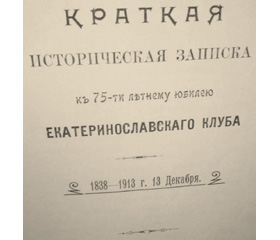 КРАТКАЯ
ИСТОРИЧЕСКАЯ ЗАПИСКА
къ 75-ти лѣтнему юбилею
ЕКАТЕРИНОСЛАВСКАГО КЛУБА
1838—1913 г. 13 Декабря.